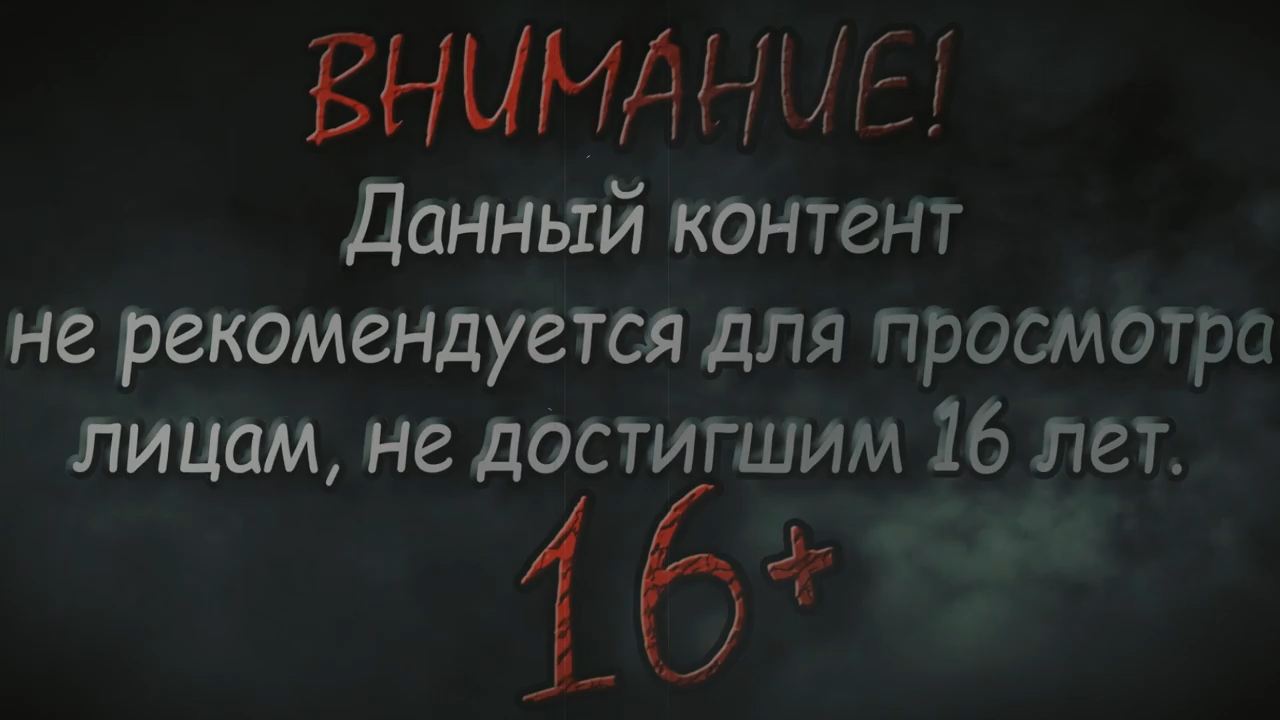 ВНИМАНИЕ!
Данный контент
не рекомендуется для просмотра
лицам, не достигшим 16 лет.
16+